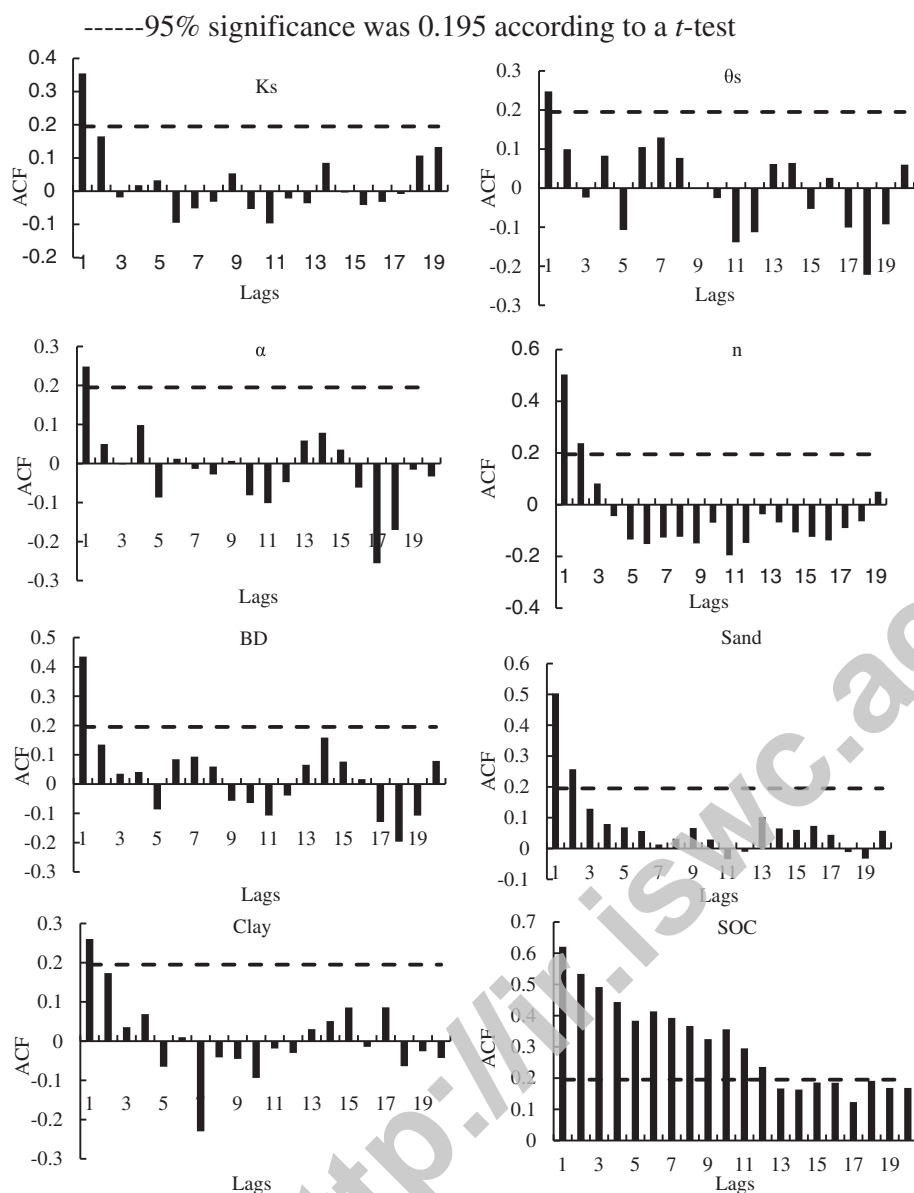 ------95% significance was 0.195 according to a t-test
Ks
ACF
0.4
0.3
0.2
0.1
0
-0.1
-0.2
1 3 5 7 9 11 13 15 17 19
Lags
θs
ACF
0.3
0.2
0.1
0
-0.1
-0.2
-0.3
1 3 5 7 9 11 13 15 17 19
Lags
α
ACF
0.3
0.2
0.1
0
-0.1
-0.2
-0.3
1 3 5 7 9 11 13 15 17 19
Lags
n
ACF
0.6
0.4
0.2
0
-0.2
-0.4
1 3 5 7 9 11 13 15 17 19
Lags
BD
ACF
0.5
0.4
0.3
0.2
0.1
0
-0.1
-0.2
-0.3
1 3 5 7 9 11 13 15 17 19
Lags
Sand
ACF
0.6
0.5
0.4
0.3
0.2
0.1
0
-0.1
1 3 5 7 9 11 13 15 17 19
Lags
Clay
ACF
0.3
0.2
0.1
0
-0.1
-0.2
-0.3
1 3 5 7 9 11 13 15 17 19
Lags
SOC
ACF
0.7
0.6
0.5
0.4
0.3
0.2
0.1
0
1 3 5 7 9 11 13 15 17 19
Lags
ttp://ir.iswc.ac